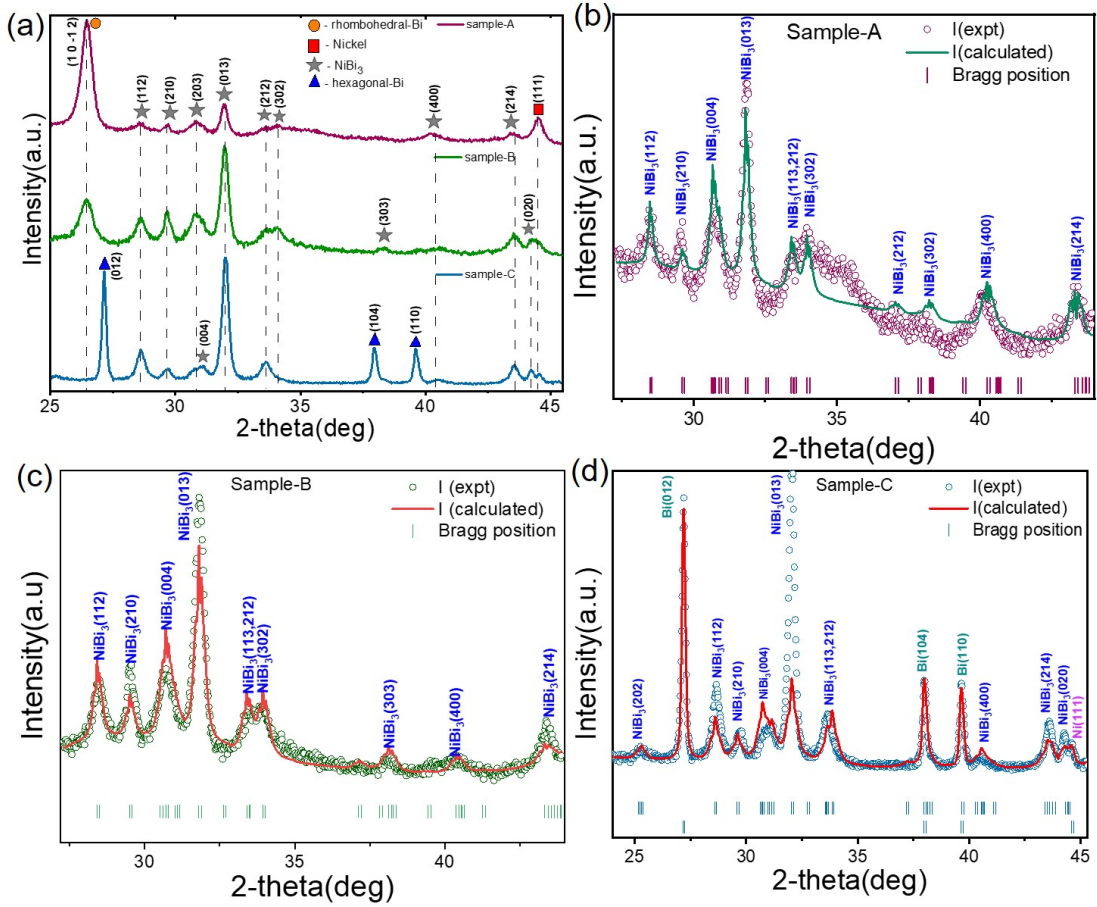 (a)
(1 0 -1 2)
- rhombohedral-Bi
sample-A
- Nickel
- NiBi3
- hexagonal-Bi
(112)
(210)
(203)
(013)
(212)
(302)
(400)
(214)
(111)
sample-B
(303)
(020)
sample-C
(012)
(004)
(104)
(110)
Intensity(a.u.)
25
30
35
40
45
2-theta(deg)
(b)
Sample-A
I(expt)
I(calculated)
Bragg position
NiBi3(112)
NiBi3(210)
NiBi3(004)
NiBi3(013)
NiBi3(113,212)
NiBi3(302)
NiBi3(212)
NiBi3(302)
NiBi3(400)
NiBi3(214)
Intensity(a.u.)
30
35
40
2-theta(deg)
(c)
Sample-B
I (expt)
I (calculated)
Bragg position
NiBi3(112)
NiBi3(210)
NiBi3(004)
NiBi3(013)
NiBi3(113,212)
NiBi3(302)
NiBi3(303)
NiBi3(400)
NiBi3(214)
Intensity(a.u)
30
35
40
2-theta(deg)
(d)
Sample-C
I (expt)
I(calculated)
Bragg position
NiBi3(202)
Bi(012)
NiBi3(112)
NiBi3(210)
NiBi3(004)
NiBi3(013)
NiBi3(113,212)
Bi(104)
Bi(110)
NiBi3(400)
NiBi3(214)
NiBi3(020)
Ni(111)
Intensity(a.u.)
25
30
35
40
45
2-theta(deg)